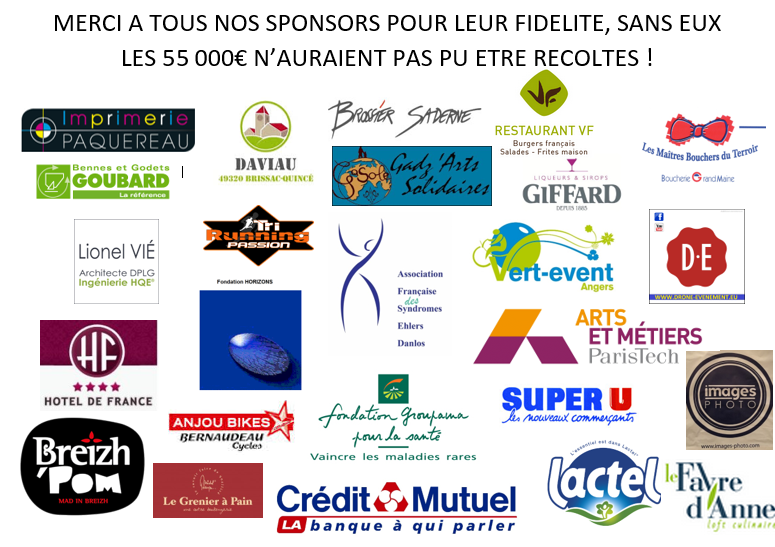 MERCI A TOUS NOS SPONSORS POUR LEUR FIDELITE, SANS EUX
LES 55 000€ N’AURAIENT PAS PU ETRE RECOLTES !
Imprimerie
PAQUEREAU
DAVIAU
49320 BRISSAC-QUINCÉ
BROSSIER SADERNE
VF
RESTAURANT VF
Burgers français
Salades - Frites maison
Les Maîtres Bouchers du Terroir
Boucherie Grand Maine
Bennes et Godets
GOUBARD
La référence
Gadz'Arts
Solidaires
LIQUEURS & SIROPS
GIFFARD
DEPUIS 1885
Lionel VIÉ
Architecte DPLG
Ingénierie HQE®
Tri
Running
PASSION
Association
Française
des
Syndromes
Ehlers
Danlos
Vert-event
Angers
D·E
WWW.DRONE-EVENEMENT.EU
Fondation HORIZONS
HF
HOTEL DE FRANCE
ARTS
ET MÉTIERS
ParisTech
images
PHOTO
www.images-photo.com
ANJOU BIKES
BERNAUDEAU
Cycles
fondation Groupama
pour la santé
Vaincre les maladies rares
SUPER U
les nouveaux commerçants
Breizh
'Pom
MAD IN BREIZH
Le Grenier à Pain
Crédit Mutuel
LA banque à qui parler
L'essentiel est dans Lactel
lactel
le Favre
d'Anne
loft culinaire